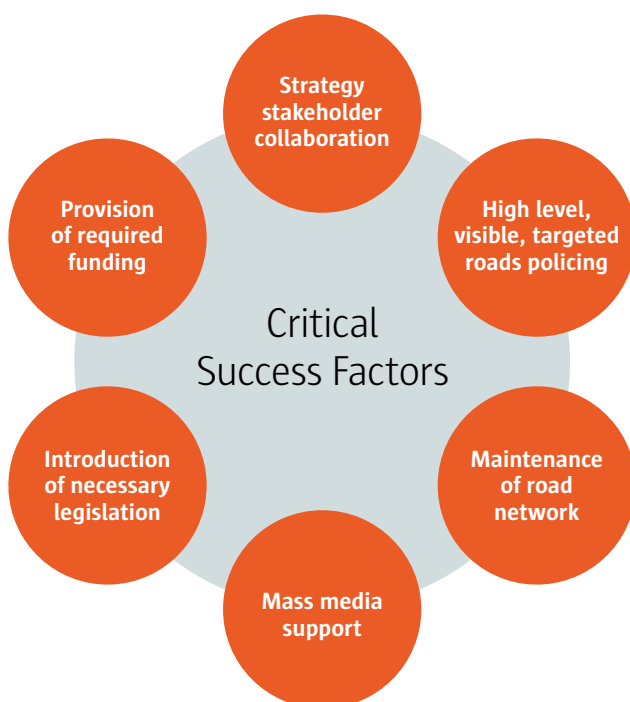 Strategy
stakeholder
collaboration
High level,
visible, targeted
roads policing
Maintenance
of road
network
Mass media
support
Introduction
of necessary
legislation
Provision
of required
funding
Critical
Success Factors